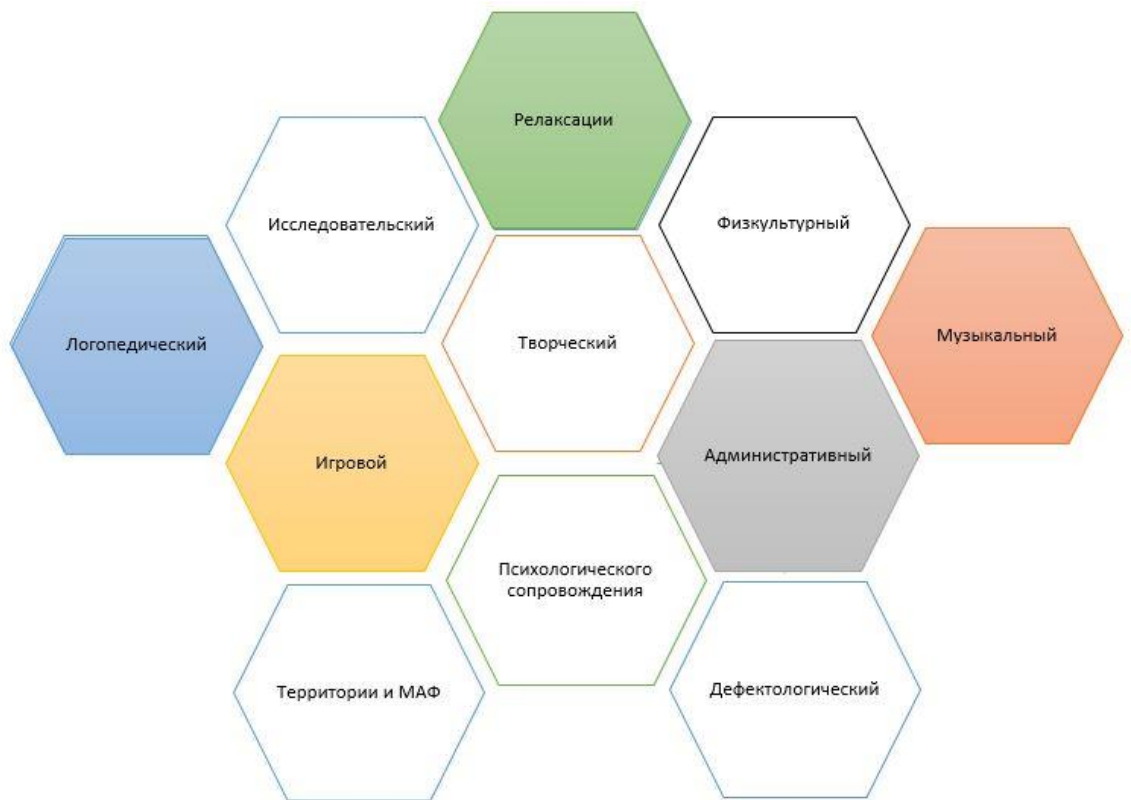 Релаксации
Исследовательский
Физкультурный
Логопедический
Творческий
Музыкальный
Игровой
Административный
Психологического
сопровождения
Территории и МАФ
Дефектологический